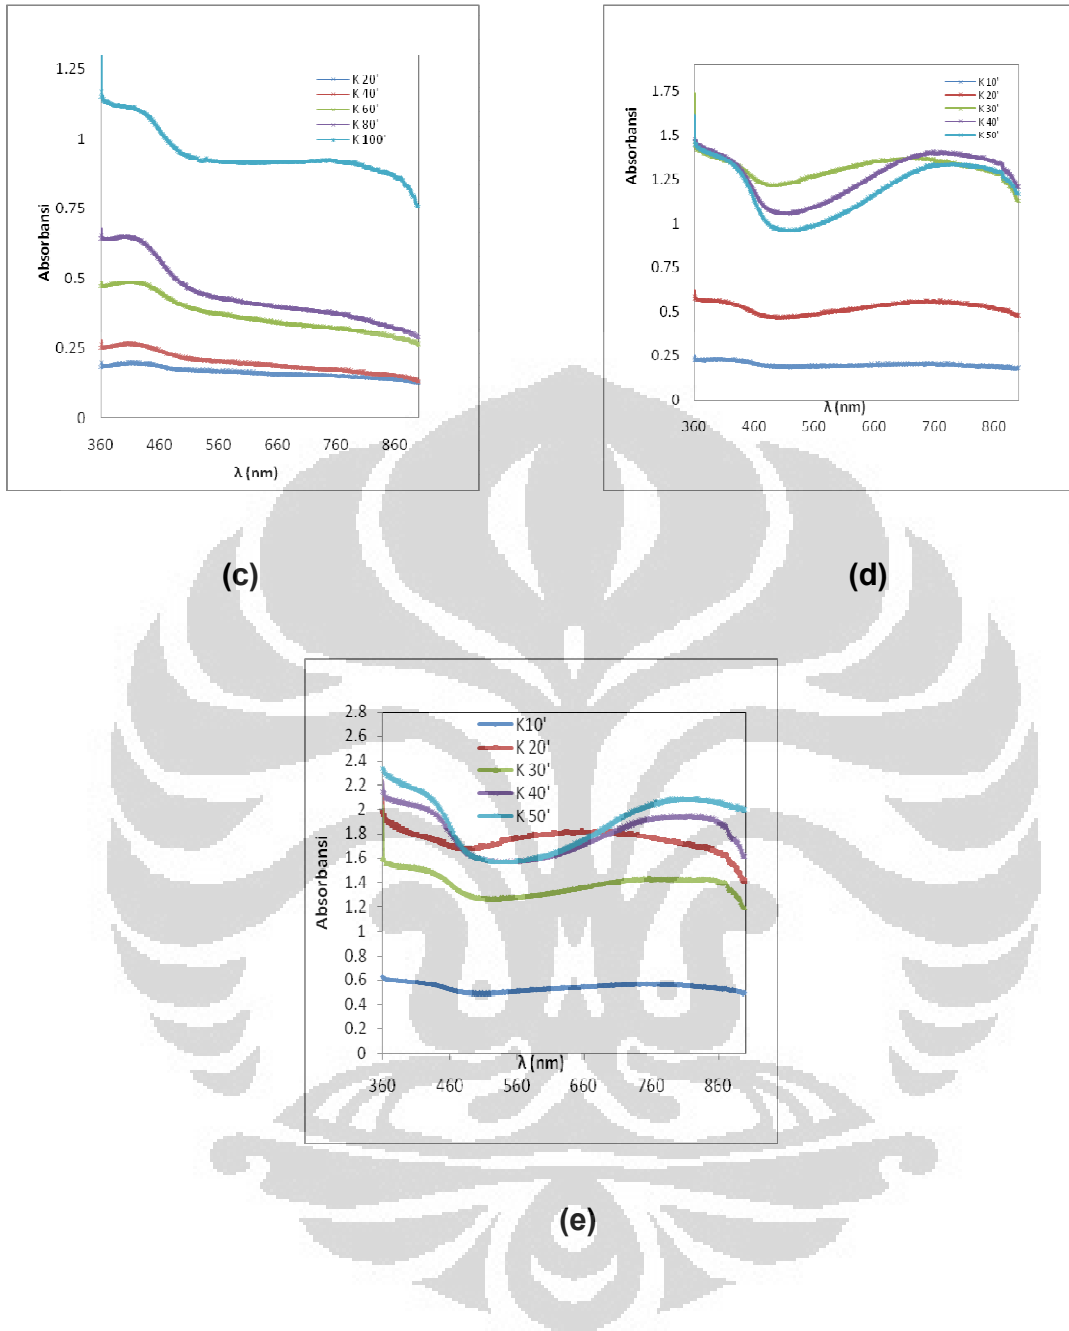 1.25
1
0.75
0.5
0.25
0
Absorbansi
K 20'
K 40'
K 60'
K 80'
K 100'
360 460 560 660 760 860
λ (nm)
(c)
1.75
1.5
1.25
1
0.75
0.5
0.25
0
Absorbansi
K 10'
K 20'
K 30'
K 40'
K 50'
λ (nm)
360 460 560 660 760 860
(d)
2.8
2.6
2.4
2.2
2
1.8
1.6
1.4
1.2
1
0.8
0.6
0.4
0.2
0
Absorbansi
K10'
K 20'
K 30'
K 40'
K 50'
λ (nm)
360 460 560 660 760 860
(e)